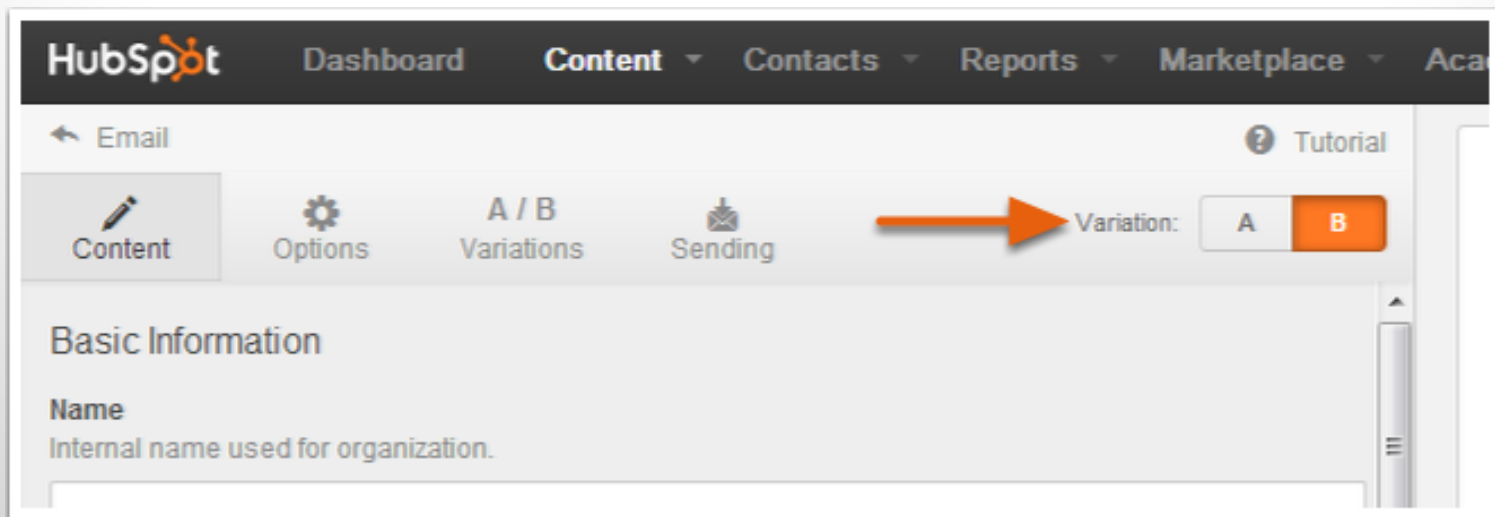 HubSpot Dashboard Content Contacts Reports Marketplace
Email Tutorial
A / B
Content Options Variations Sending Variation: A B
Basic Information
Name
Internal name used for organization.